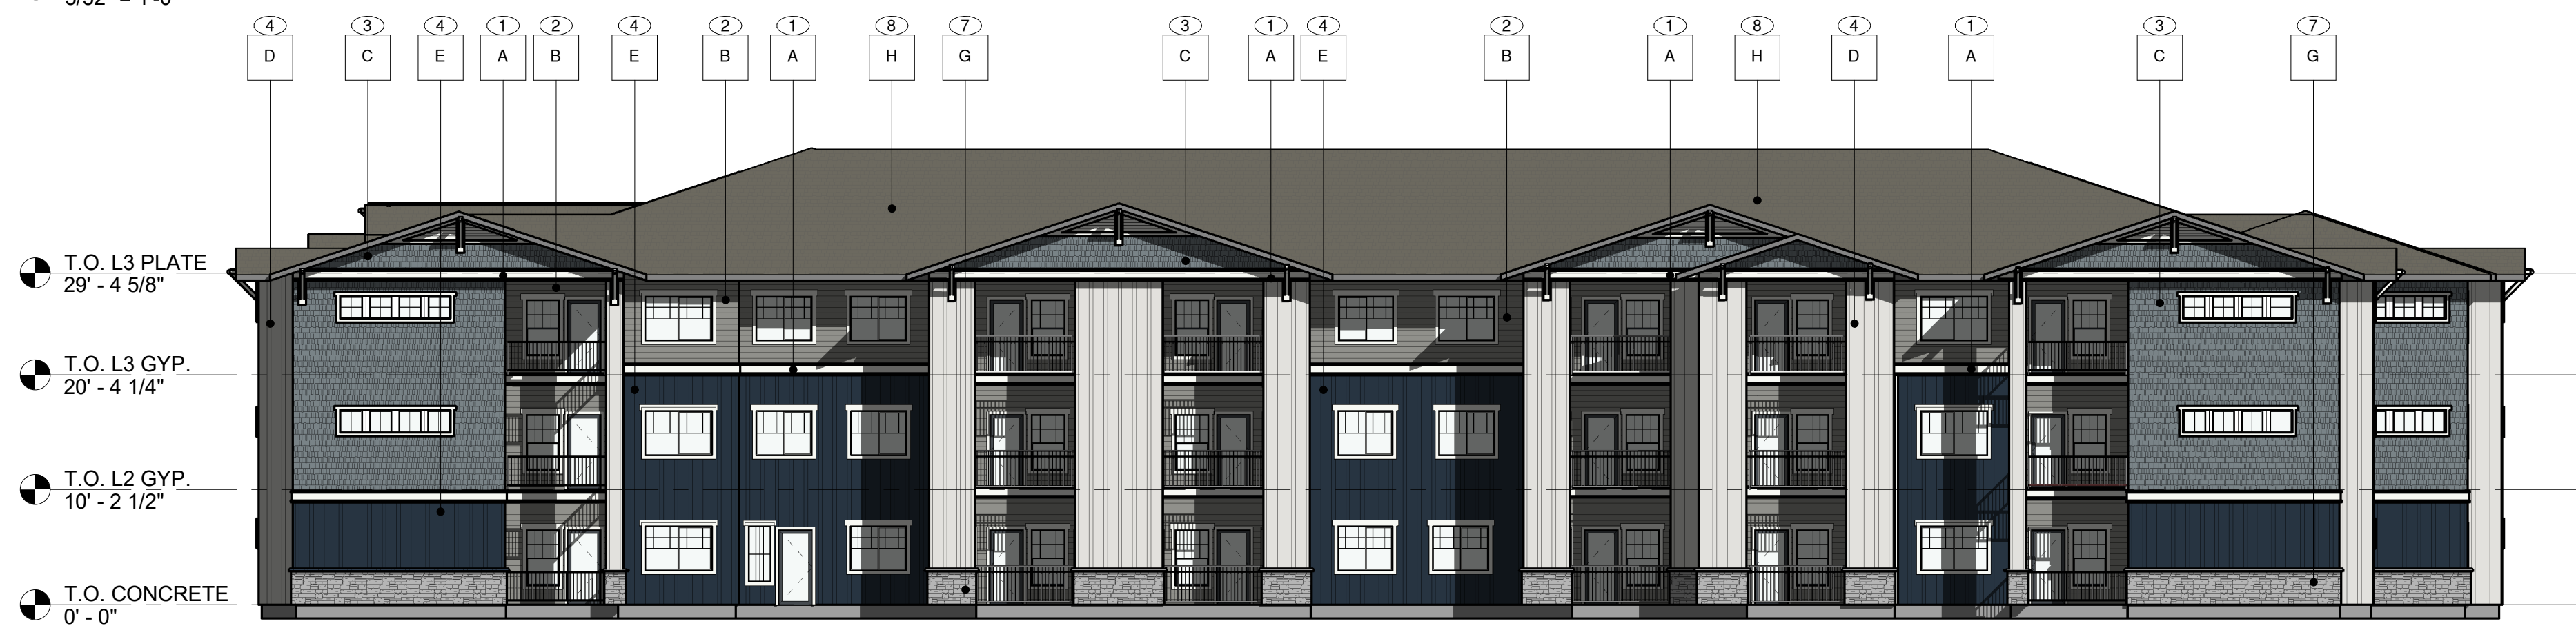 4 3 4 1 2 4 2 1 8 7 3 1 4 2 1 8 4 1 3 7
D C E A B E B A H G C A E B A H D A C G
T.O. L3 PLATE
29' - 4 5/8"
T.O. L3 GYP.
20' - 4 1/4"
T.O. L2 GYP.
10' - 2 1/2"
T.O. CONCRETE
0' - 0"